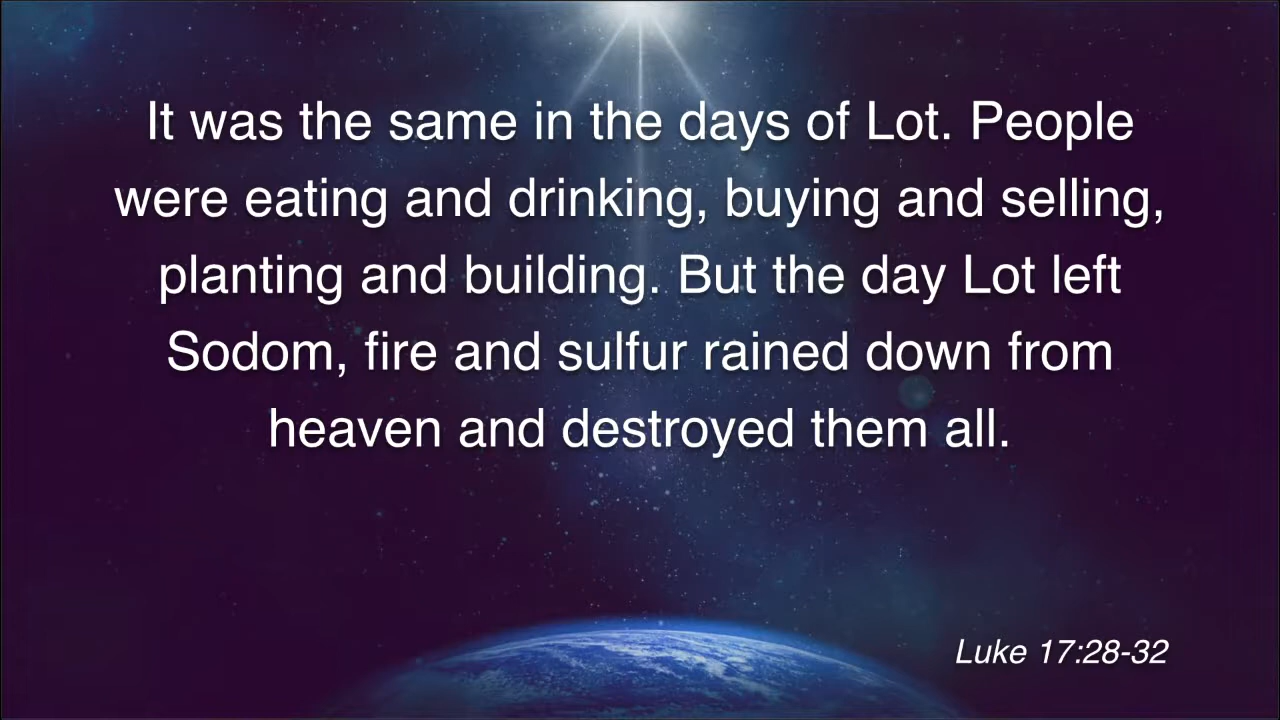 It was the same in the days of Lot. People
were eating and drinking, buying and selling,
planting and building. But the day Lot left
Sodom, fire and sulfur rained down from
heaven and destroyed them all.
Luke 17:28-32